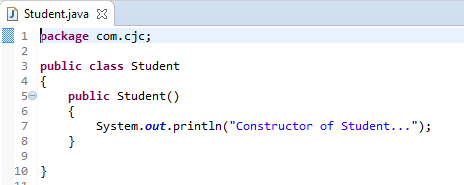 Student.java
1 package com.cjc;
2
3 public class Student
4 {
5 public Student()
6 {
7 System.out.println("Constructor of Student...");
8 }
9
10 }
11